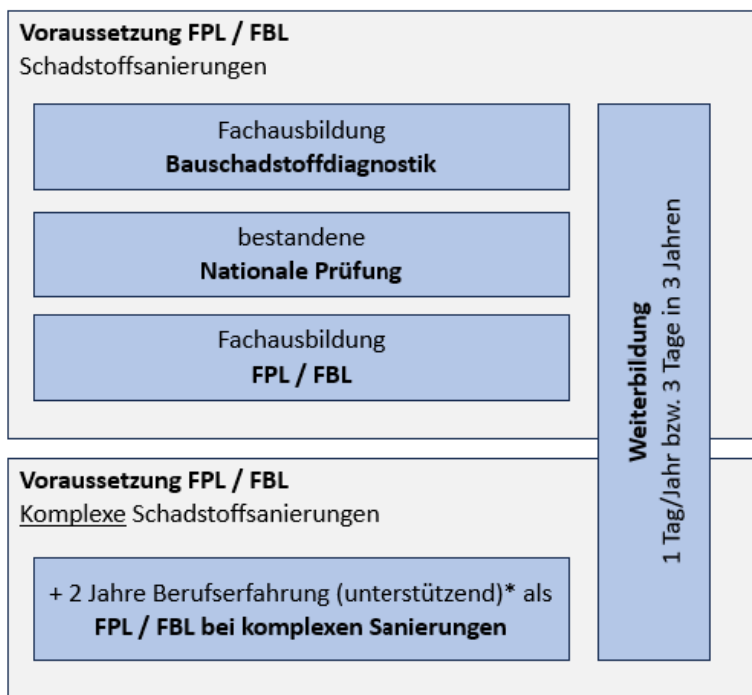 Voraussetzung FPL / FBL
Schadstoffsanierungen
Fachausbildung
Bauschadstoffdiagnostik
bestandene
Nationale Prüfung
Fachausbildung
FPL / FBL
Weiterbildung
1 Tag/Jahr bzw. 3 Tage in 3 Jahren
Voraussetzung FPL / FBL
Komplexe Schadstoffsanierungen
+ 2 Jahre Berufserfahrung (unterstützend)* als
FPL / FBL bei komplexen Sanierungen